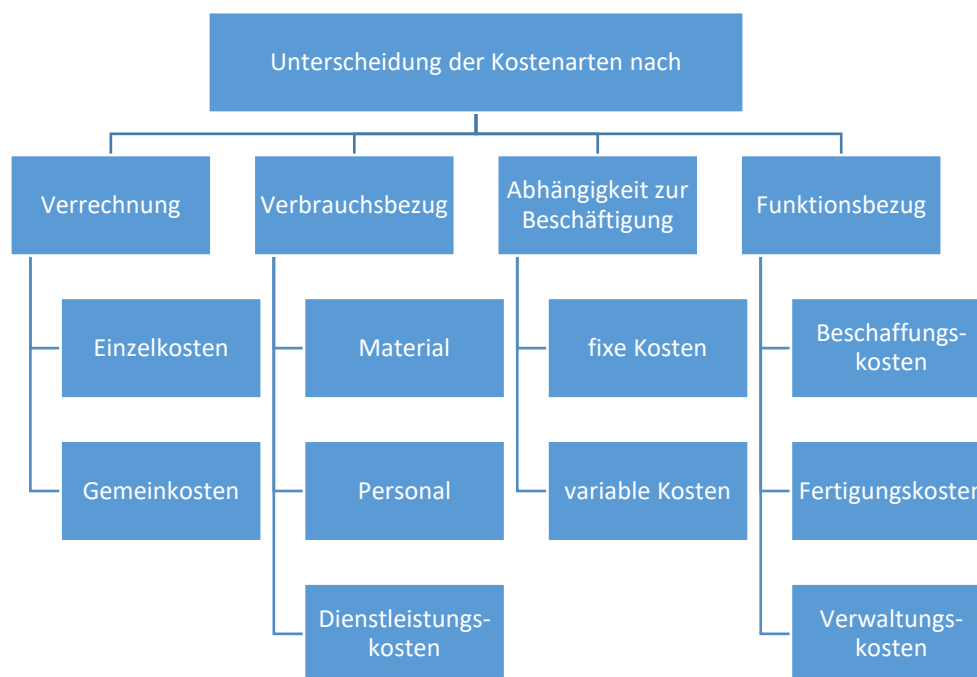 Unterscheidung der Kostenarten nach
Verrechnung
Einzelkosten
Gemeinkosten
Verbrauchsbezug
Material
Personal
Dienstleistungs-
kosten
Abhängigkeit zur
Beschäftigung
fixe Kosten
variable Kosten
Funktionsbezug
Beschaffungs-
kosten
Fertigungskosten
Verwaltungs-
kosten